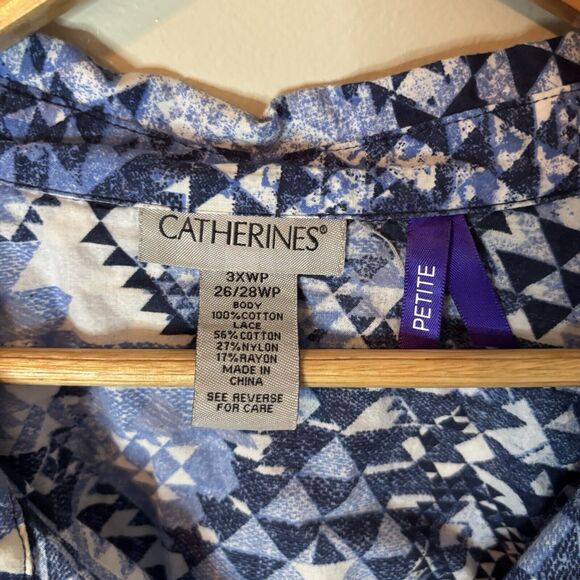 CATHERINES®
3XWP
26/28WP
BODY
100%COTTON
LACE
56%COTTON
27%NYLON
17%RAYON
MADE IN
CHINA
SEE REVERSE
FOR CARE
PETITE